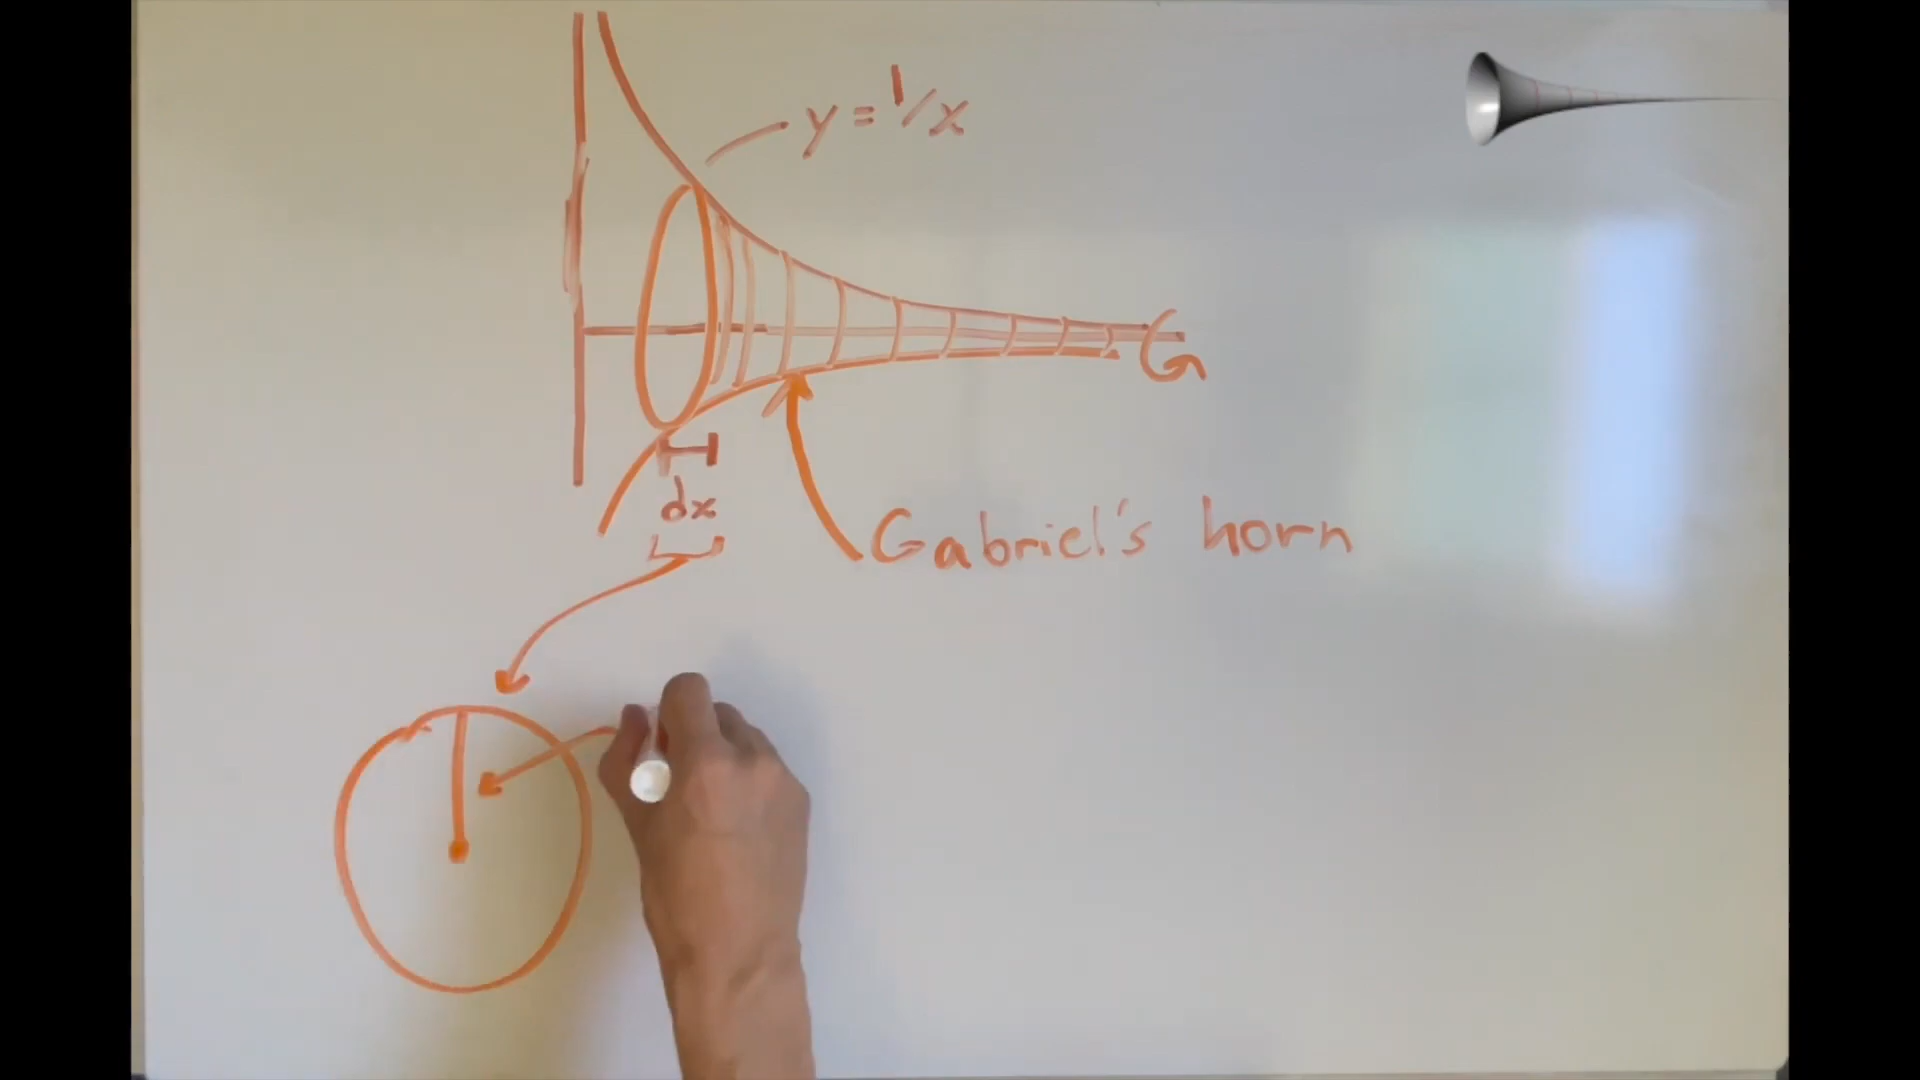 y = 1/x
dx
Gabriel's horn